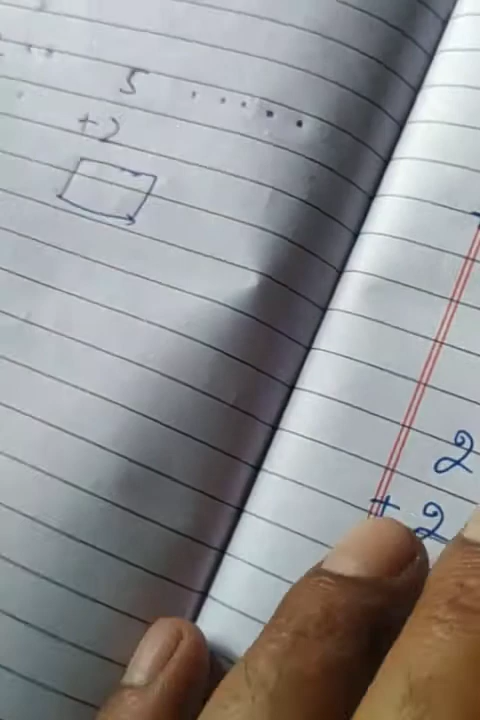 5 .....
+2
2
+ 2